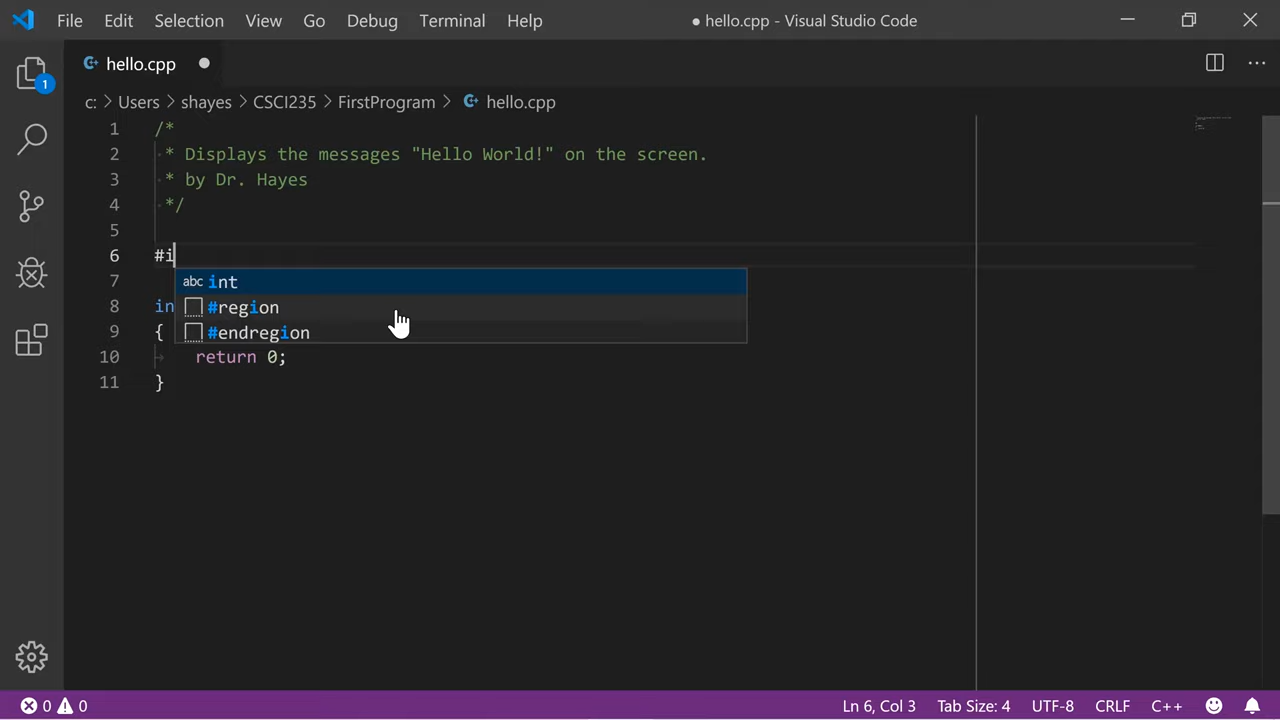 File Edit Selection View Go Debug Terminal Help ● hello.cpp - Visual Studio Code
hello.cpp ●
1
c: > Users > shayes > CSCI235 > FirstProgram > hello.cpp
1 /*
2 * Displays the messages "Hello World!" on the screen.
3 * by Dr. Hayes
4 */
5
6 #i
7 abc int
8 in #region
9 { #endregion
10 return 0;
11 }
0 0 Ln 6, Col 3 Tab Size: 4 UTF-8 CRLF C++